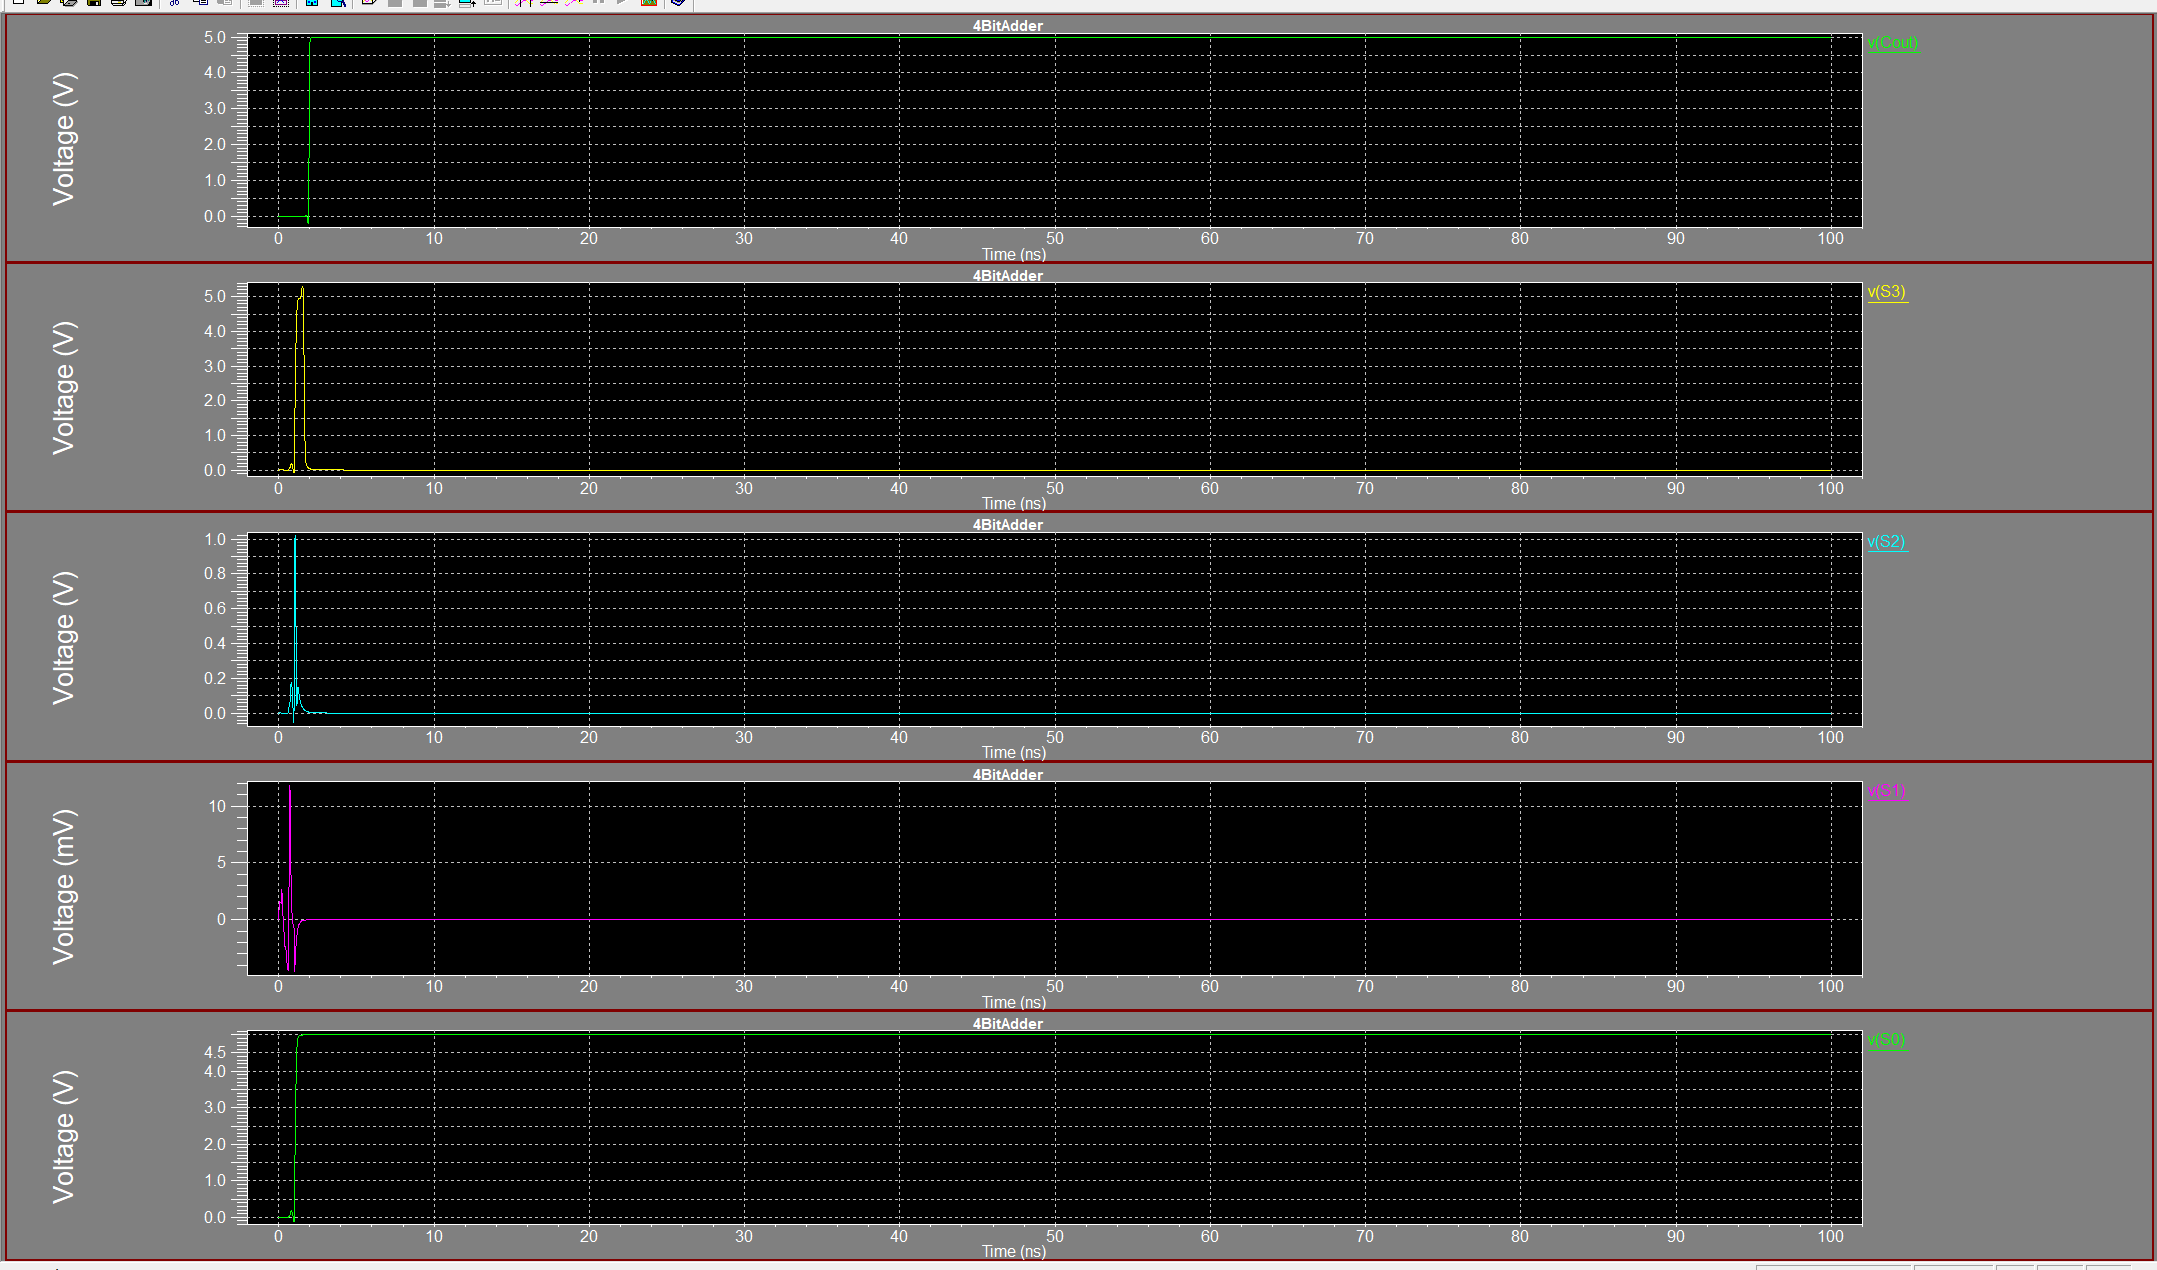 4BitAdder
v(Cout)
Voltage (V)
5.0
4.0
3.0
2.0
1.0
0.0
0 10 20 30 40 50 60 70 80 90 100
Time (ns)
4BitAdder
v(S3)
Voltage (V)
5.0
4.0
3.0
2.0
1.0
0.0
0 10 20 30 40 50 60 70 80 90 100
Time (ns)
4BitAdder
v(S2)
Voltage (V)
1.0
0.8
0.6
0.4
0.2
0.0
0 10 20 30 40 50 60 70 80 90 100
Time (ns)
4BitAdder
v(S1)
Voltage (mV)
10
5
0
0 10 20 30 40 50 60 70 80 90 100
Time (ns)
4BitAdder
v(S0)
Voltage (V)
4.5
4.0
3.0
2.0
1.0
0.0
0 10 20 30 40 50 60 70 80 90 100
Time (ns)